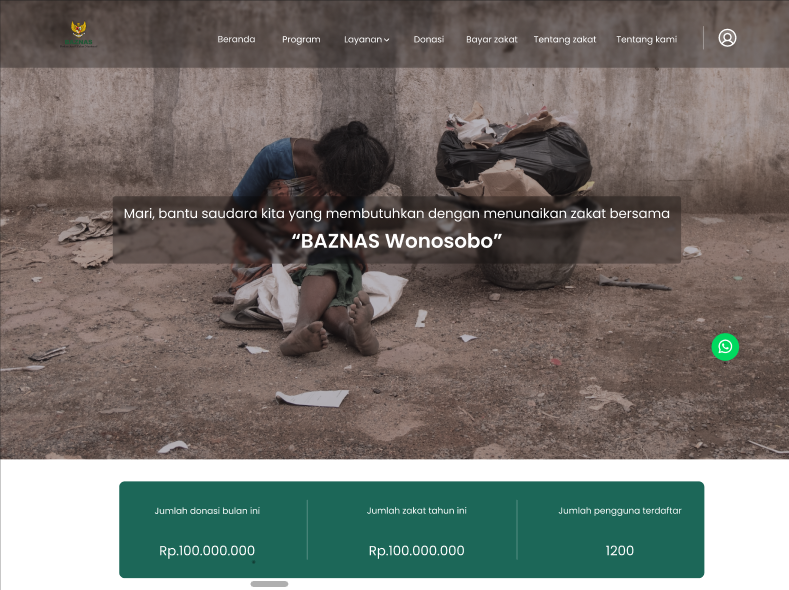 Beranda Program Layanan Donasi Bayar zakat Tentang zakat Tentang kami
Mari, bantu saudara kita yang membutuhkan dengan menunaikan zakat bersama
“BAZNAS Wonosobo”
Jumlah donasi bulan ini Jumlah zakat tahun ini Jumlah pengguna terdaftar
Rp.100.000.000 Rp.100.000.000 1200